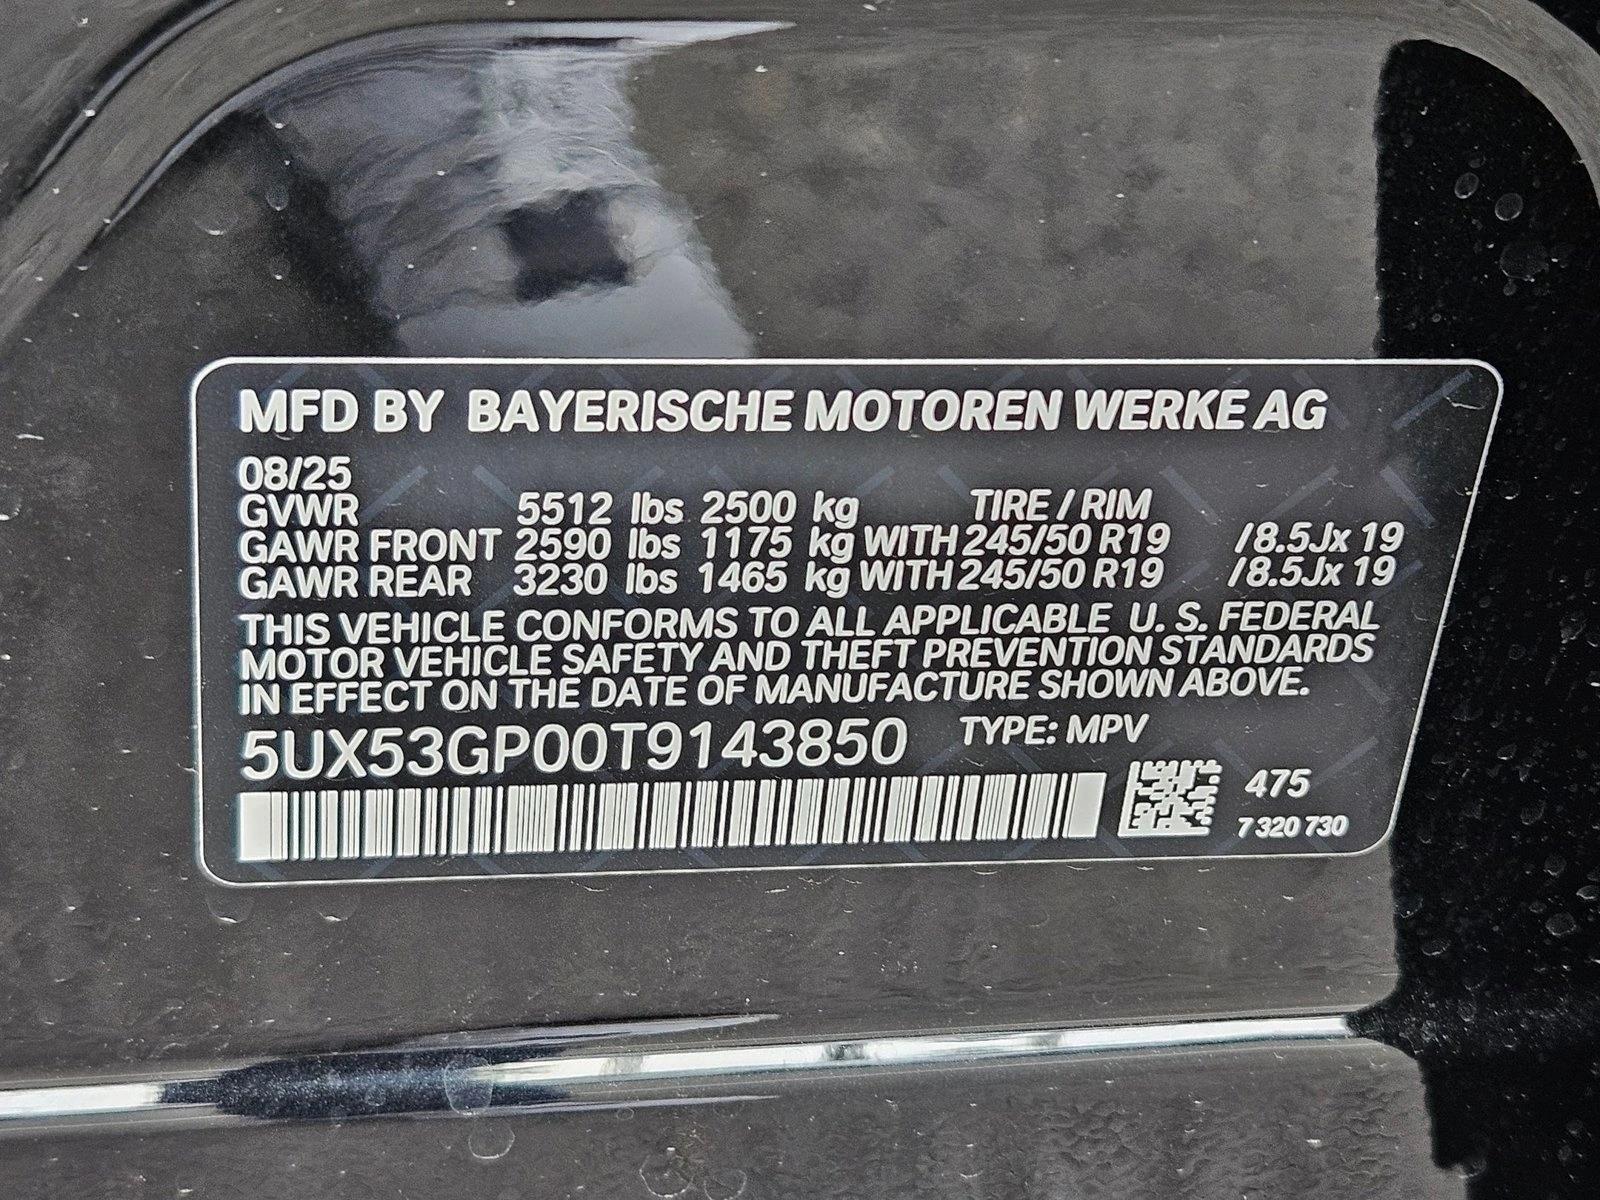 MFD BY BAYERISCHE MOTOREN WERKE AG
08/25
GVWR 5512 lbs 2500 kg TIRE / RIM
GAWR FRONT 2590 lbs 1175 kg WITH 245/50 R19 /8.5Jx 19
GAWR REAR 3230 lbs 1465 kg WITH 245/50 R19 /8.5Jx 19
THIS VEHICLE CONFORMS TO ALL APPLICABLE U. S. FEDERAL
MOTOR VEHICLE SAFETY AND THEFT PREVENTION STANDARDS
IN EFFECT ON THE DATE OF MANUFACTURE SHOWN ABOVE.
5UX53GP00T9143850 TYPE: MPV
475
7 320 730